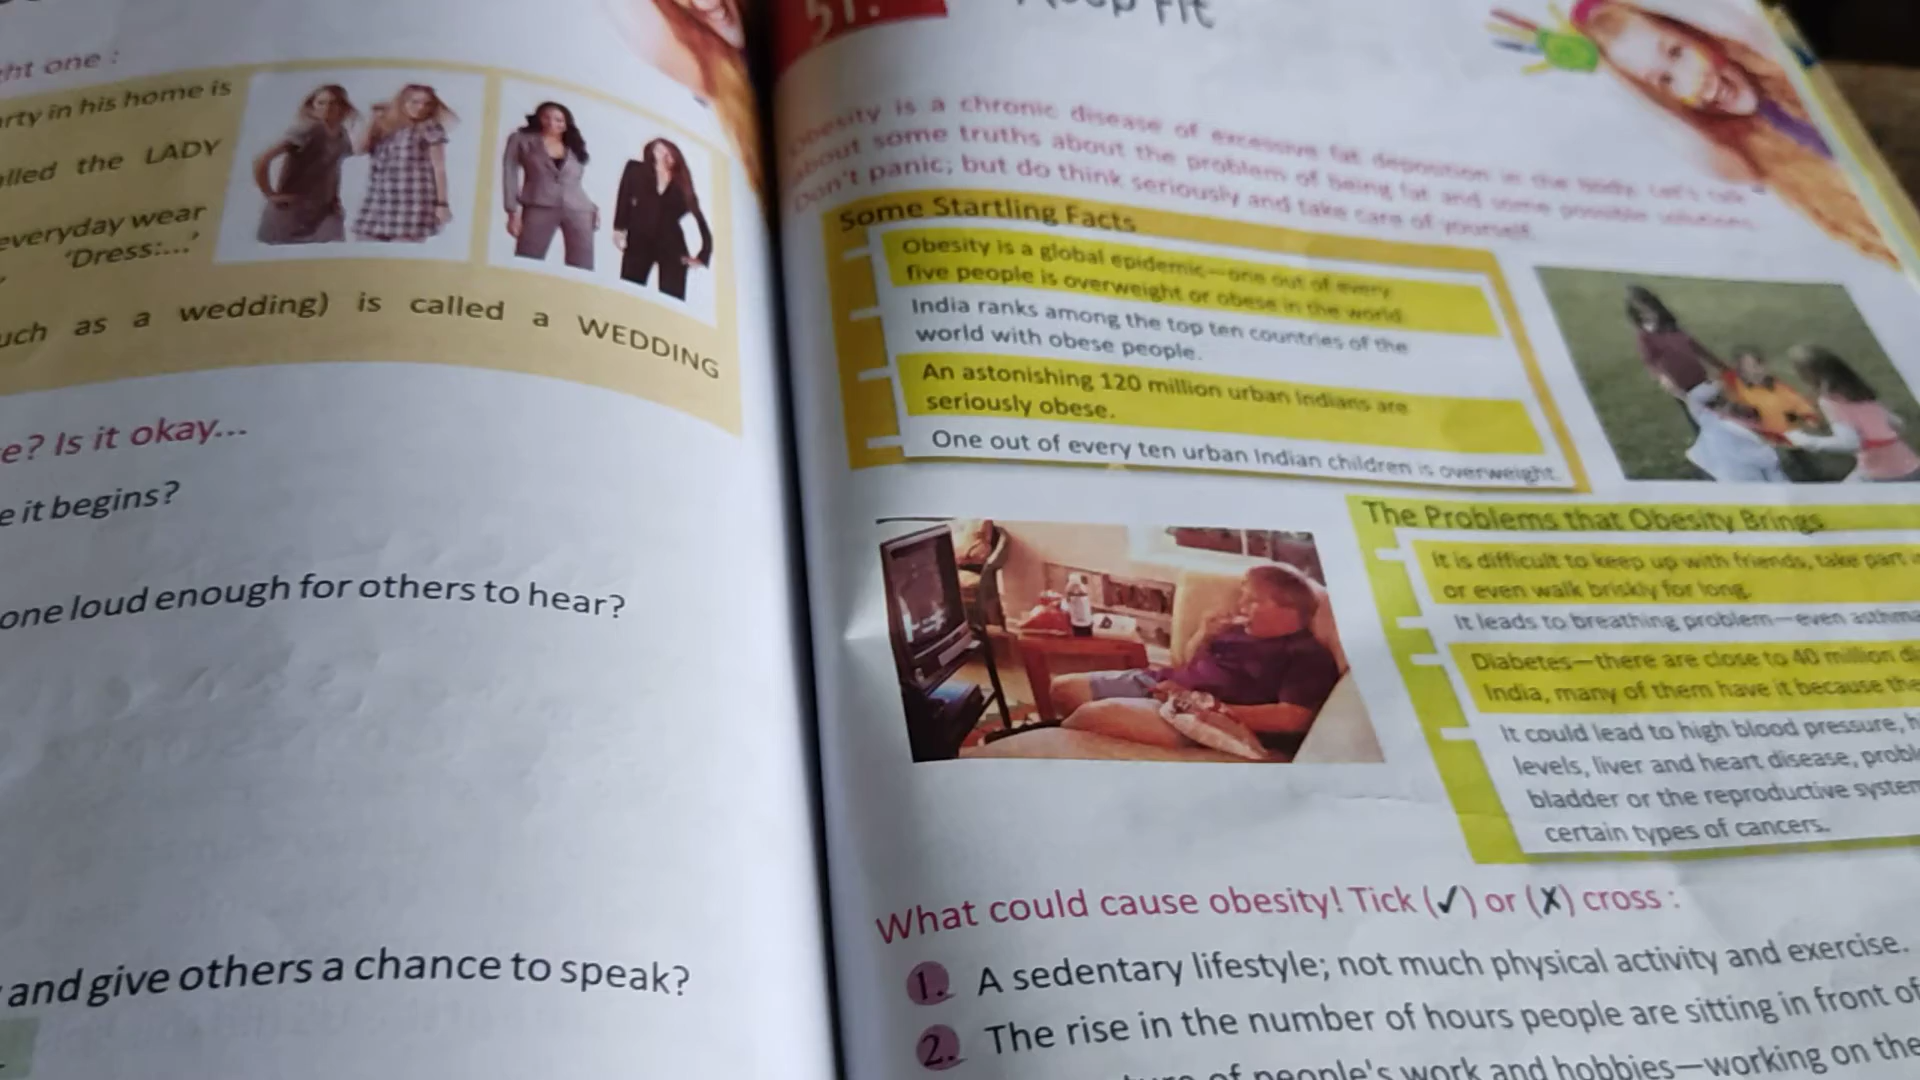 ht one :
arty in his home is
alled the LADY
everyday wear
'Dress:...'
uch as a wedding) is called a WEDDING
e? Is it okay...
e it begins?
one loud enough for others to hear?
and give others a chance to speak?
51.
Keep Fit
Obesity is a chronic disease of excessive fat deposition in the body. Let's talk
about some truths about the problem of being fat and some possible solutions.
Don't panic; but do think seriously and take care of yourself.
Some Startling Facts
Obesity is a global epidemic—one out of every
five people is overweight or obese in the world.
India ranks among the top ten countries of the
world with obese people.
An astonishing 120 million urban Indians are
seriously obese.
One out of every ten urban Indian children is overweight.
The Problems that Obesity Brings
It is difficult to keep up with friends, take part
or even walk briskly for long.
It leads to breathing problem—even asthma
Diabetes—there are close to 40 million di
India, many of them have it because the
It could lead to high blood pressure, h
levels, liver and heart disease, probl
bladder or the reproductive system
certain types of cancers.
What could cause obesity! Tick (✓) or (✗) cross :
1. A sedentary lifestyle; not much physical activity and exercise.
2. The rise in the number of hours people are sitting in front of
of people's work and hobbies—working on the